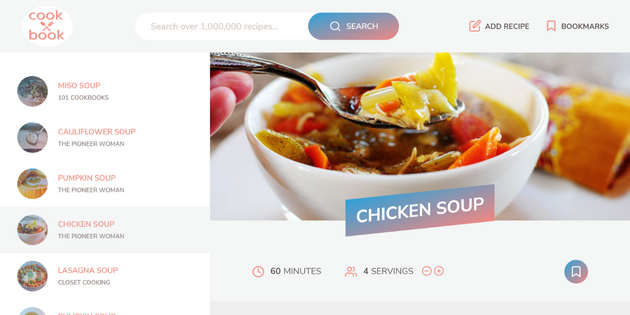 cook
book
Search over 1,000,000 recipes...
SEARCH
ADD RECIPE
BOOKMARKS
MISO SOUP
101 COOKBOOKS
CAULIFLOWER SOUP
THE PIONEER WOMAN
PUMPKIN SOUP
THE PIONEER WOMAN
CHICKEN SOUP
THE PIONEER WOMAN
LASAGNA SOUP
CLOSET COOKING
CHICKEN SOUP
60 MINUTES
4 SERVINGS